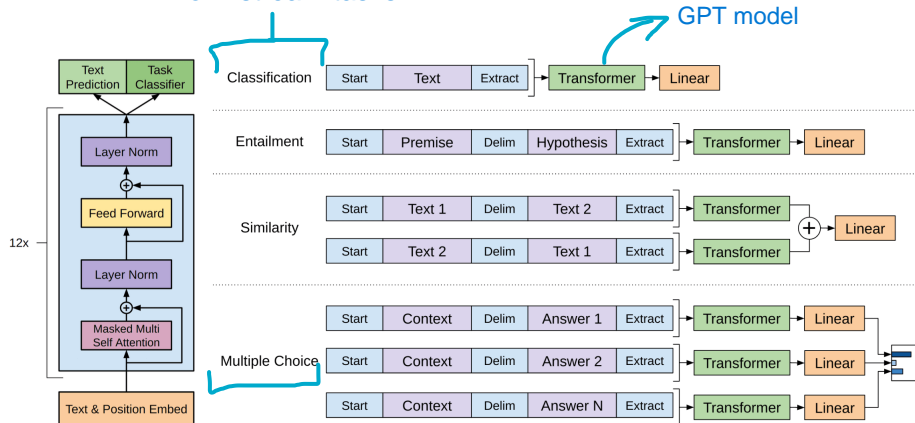 GPT model
Text Prediction
Task Classifier
Layer Norm
Feed Forward
12x
Layer Norm
Masked Multi Self Attention
Text & Position Embed
Classification
Start Text Extract Transformer Linear
Entailment
Start Premise Delim Hypothesis Extract Transformer Linear
Similarity
Start Text 1 Delim Text 2 Extract Transformer
Linear
Start Text 2 Delim Text 1 Extract Transformer
Start Context Delim Answer 1 Extract Transformer Linear
Multiple Choice
Start Context Delim Answer 2 Extract Transformer Linear
Start Context Delim Answer N Extract Transformer Linear